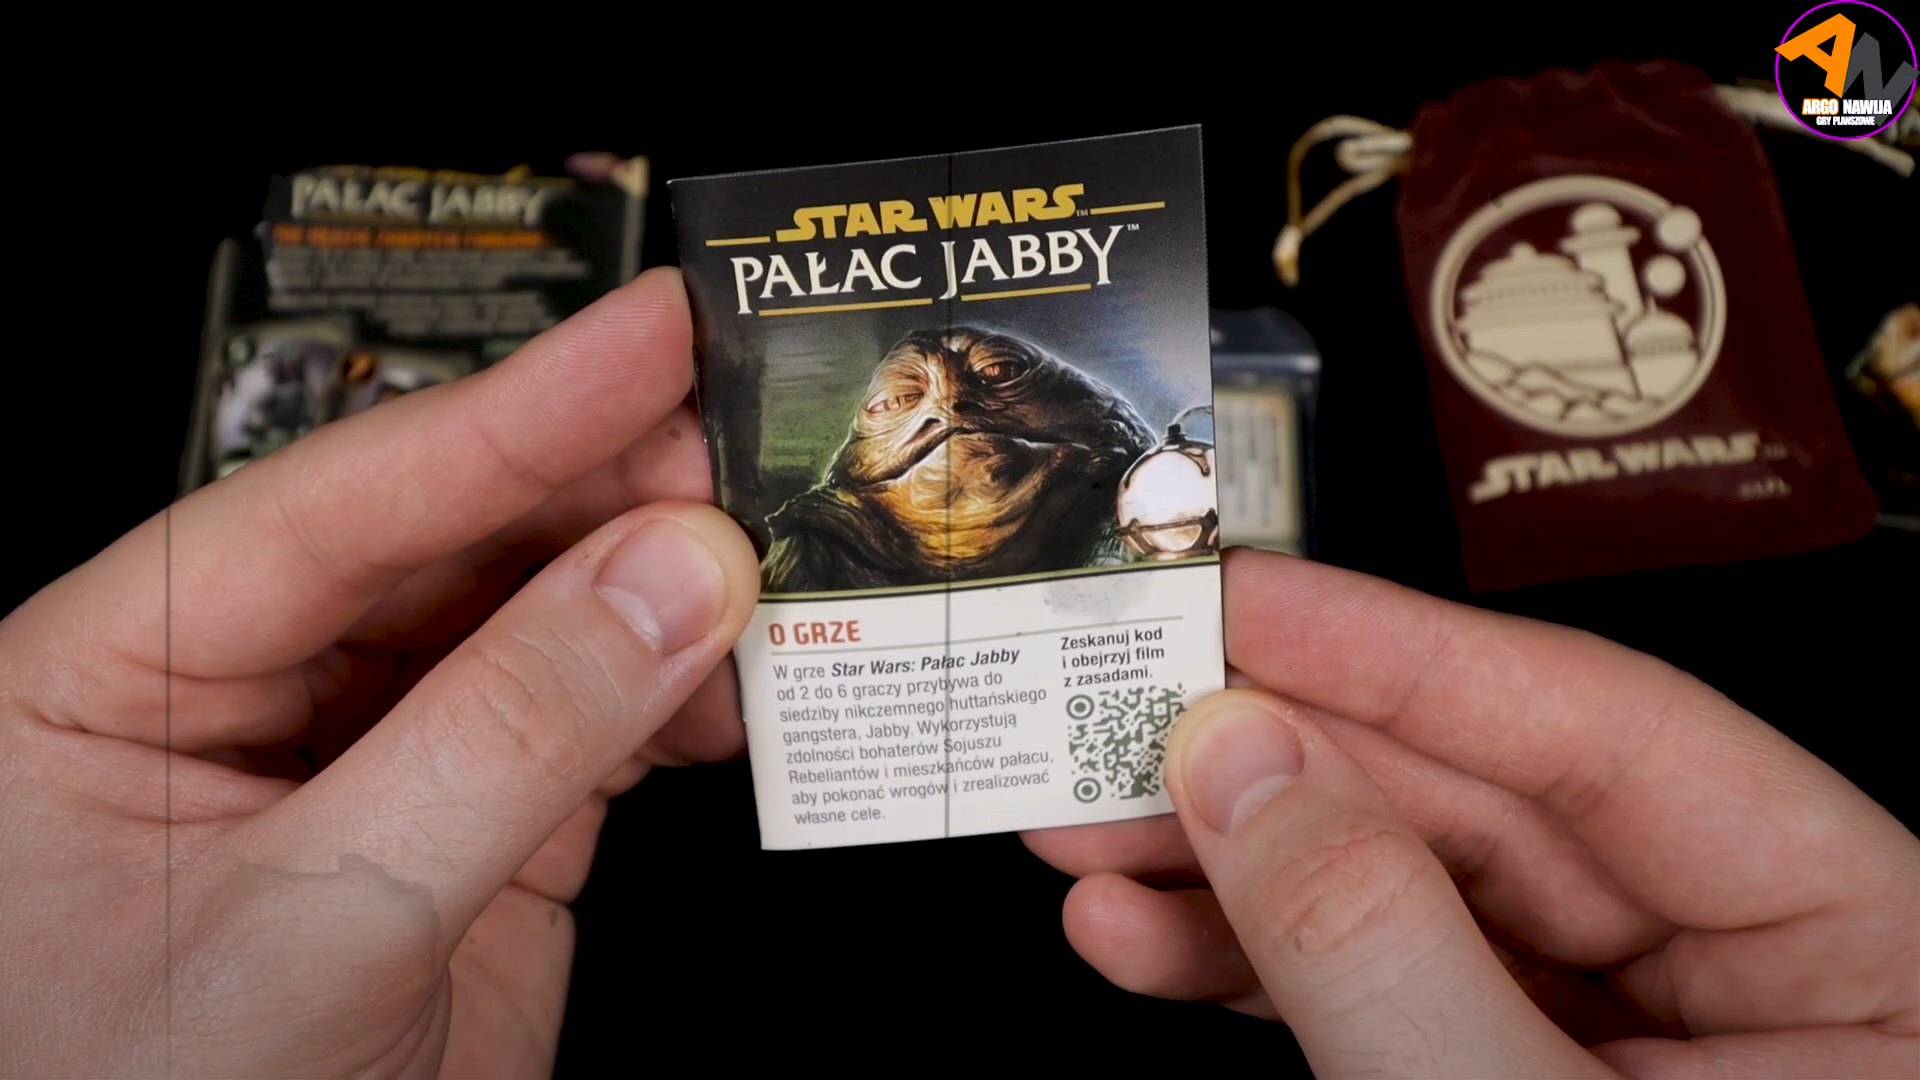 ARGO NAWIJA
GRY PLANSZOWE
PAŁAC JABBY
STAR WARS™
PAŁAC JABBY™
O GRZE
W grze Star Wars: Pałac Jabby
od 2 do 6 graczy przybywa do
siedziby nikczemnego huttańskiego
gangstera, Jabby. Wykorzystują
zdolności bohaterów Sojuszu
Rebeliantów i mieszkańców pałacu,
aby pokonać wrogów i zrealizować
własne cele.
Zeskanuj kod
i obejrzyj film
z zasadami.
STAR WARS